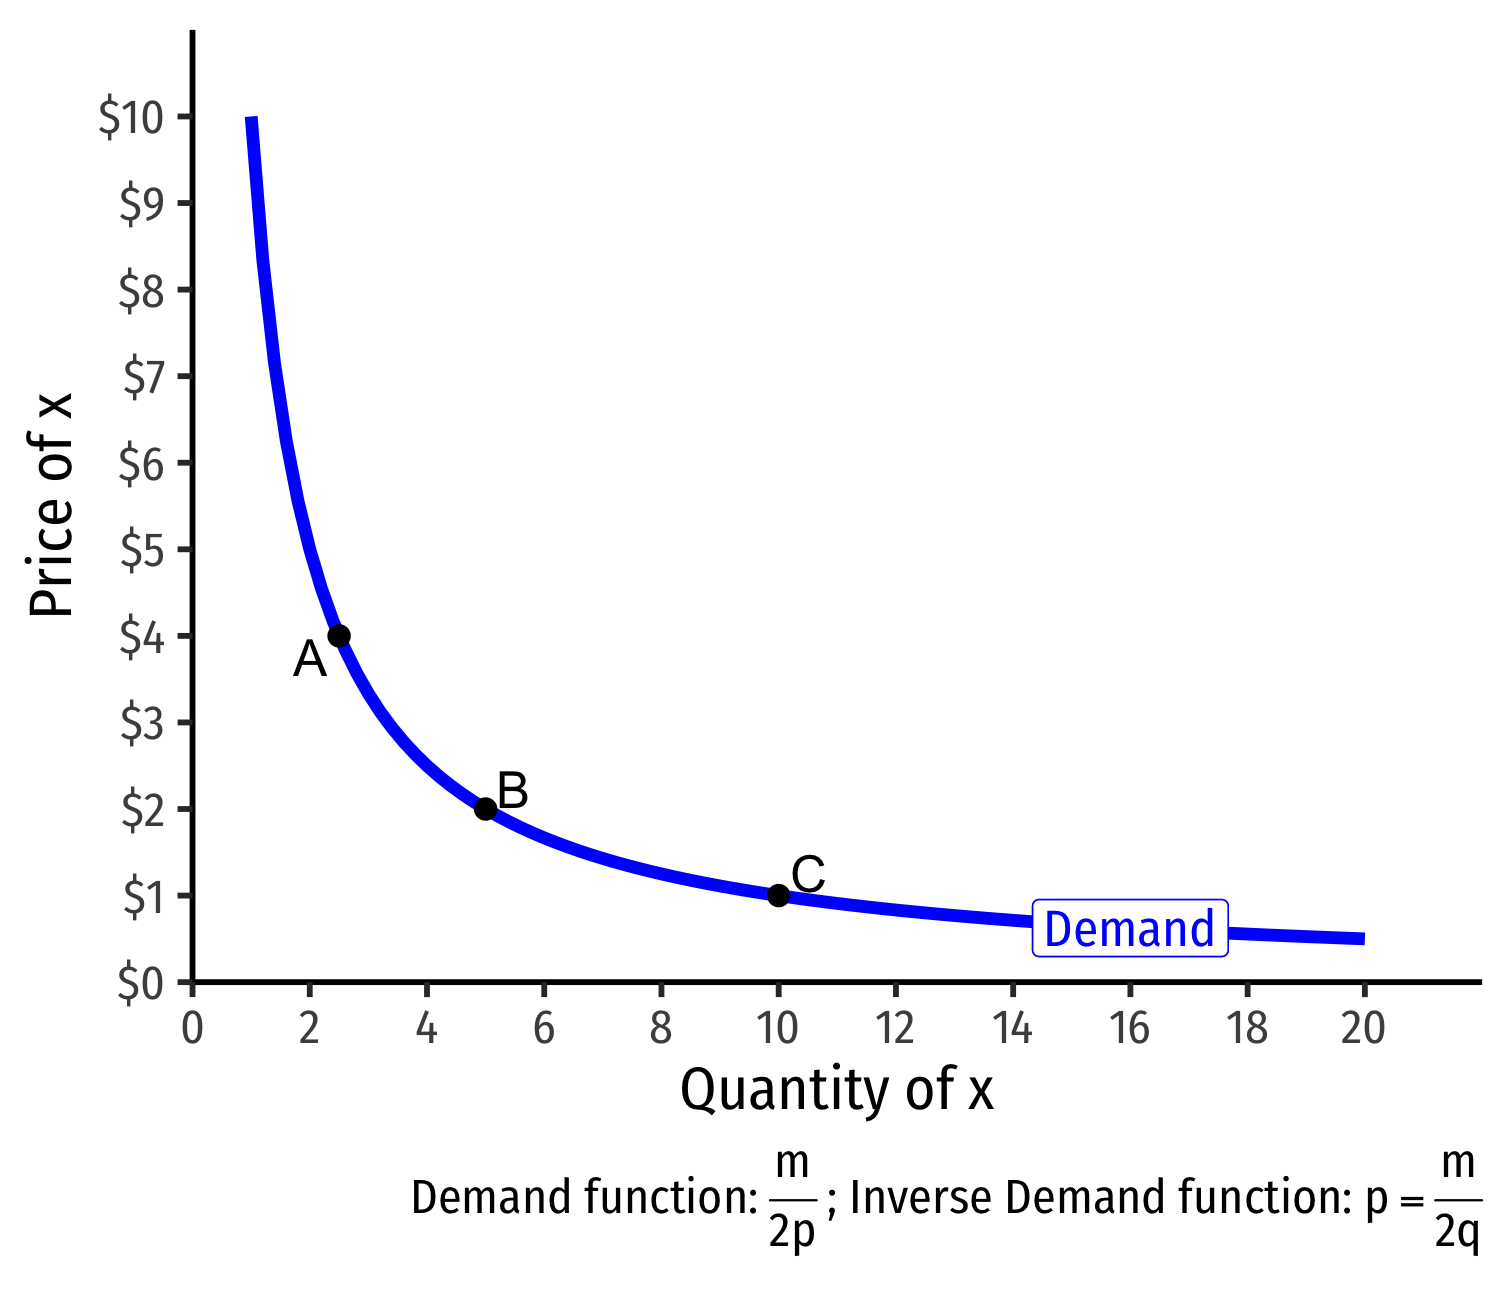 $10
$9
$8
$7
$6
$5
$4
$3
$2
$1
$0
Price of x
A
B
C
Demand
0 2 4 6 8 10 12 14 16 18 20
Quantity of x
Demand function: m/2p ; Inverse Demand function: p = m/2q